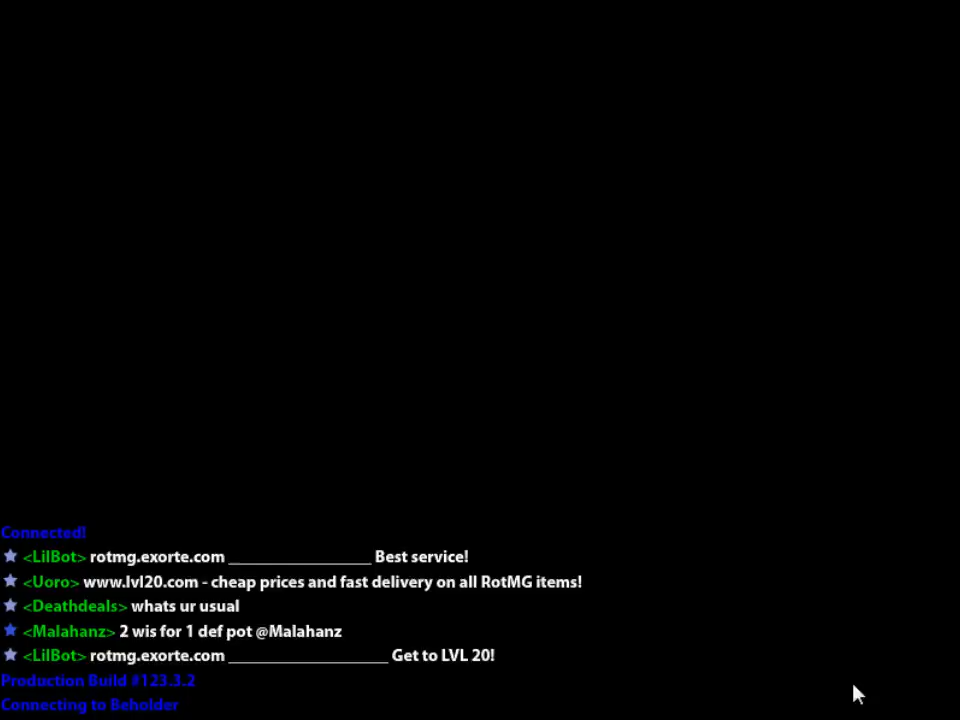 Connected!
<LilBot> rotmg.exorte.com _________________ Best service!
<Uoro> www.lvl20.com - cheap prices and fast delivery on all RotMG items!
<Deathdeals> whats ur usual
<Malahanz> 2 wis for 1 def pot @Malahanz
<LilBot> rotmg.exorte.com ___________________ Get to LVL 20!
Production Build #123.3.2
Connecting to Beholder